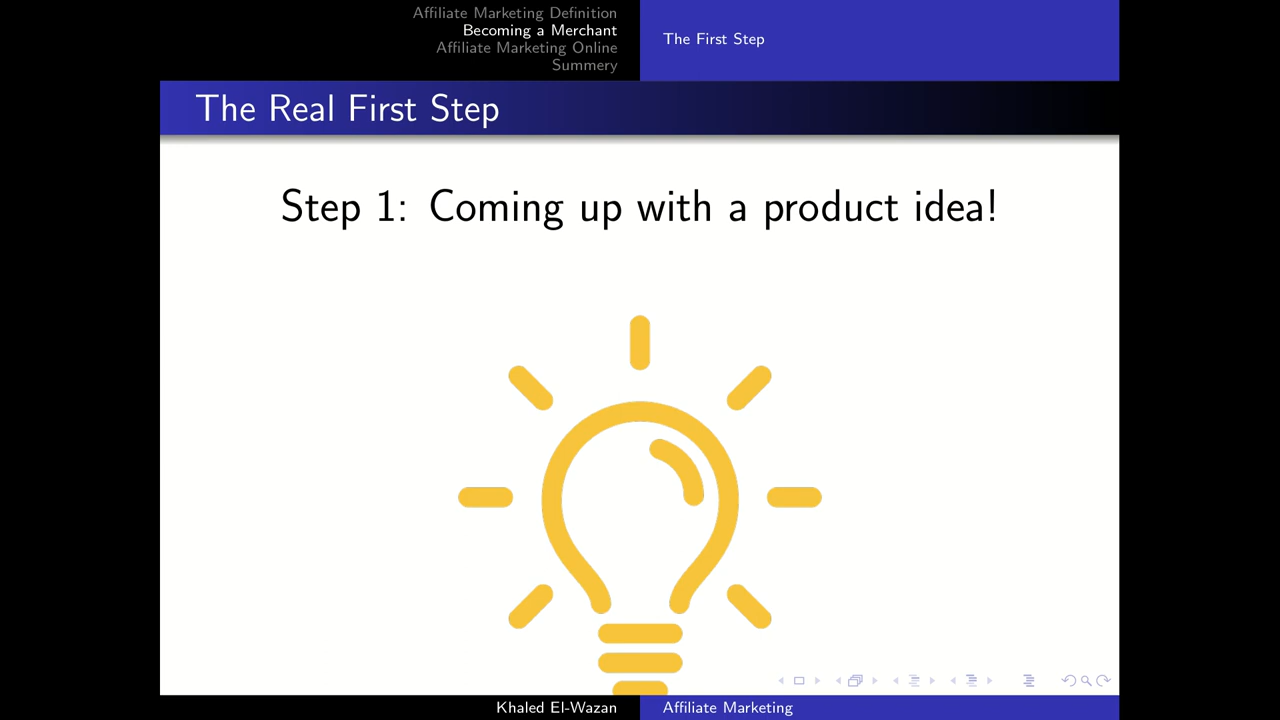 Affiliate Marketing Definition
Becoming a Merchant
Affiliate Marketing Online
Summery
The First Step
The Real First Step
Step 1: Coming up with a product idea!
Khaled El-Wazan
Affiliate Marketing